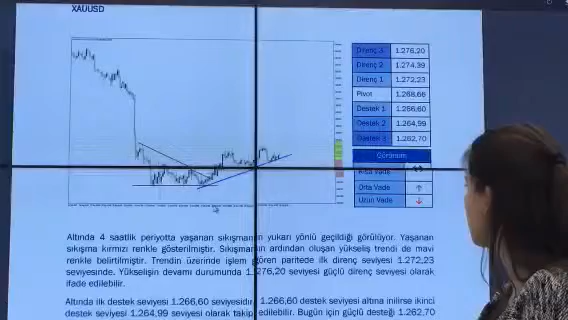 XAUUSD
Direnç 3 1.276,20
Direnç 2 1.274,39
Direnç 1 1.272,23
Pivot 1.268,66
Destek 1 1.266,60
Destek 2 1.264,99
Destek 3 1.262,70
Görünüm
Kısa Vade
Orta Vade
Uzun Vade
Altında 4 saatlik periyotta yaşanan sıkışmanın yukarı yönlü geçildiği görülüyor. Yaşanan
sıkışma kırmızı renkle gösterilmiştir. Sıkışmanın ardından oluşan yükseliş trendi de mavi
renkle belirtilmiştir. Trendin üzerinde işlem gören paritede ilk direnç seviyesi 1.272,23
seviyesinde. Yükselişin devamı durumunda 1.276,20 seviyesi güçlü direnç seviyesi olarak
ifade edilebilir.
Altında ilk destek seviyesi 1.266,60 seviyesidir. 1.266,60 destek seviyesi altına inilirse ikinci
destek seviyesi 1.264,99 seviyesi olarak takip edilebilir. Bugün için güçlü desteği 1.262,70